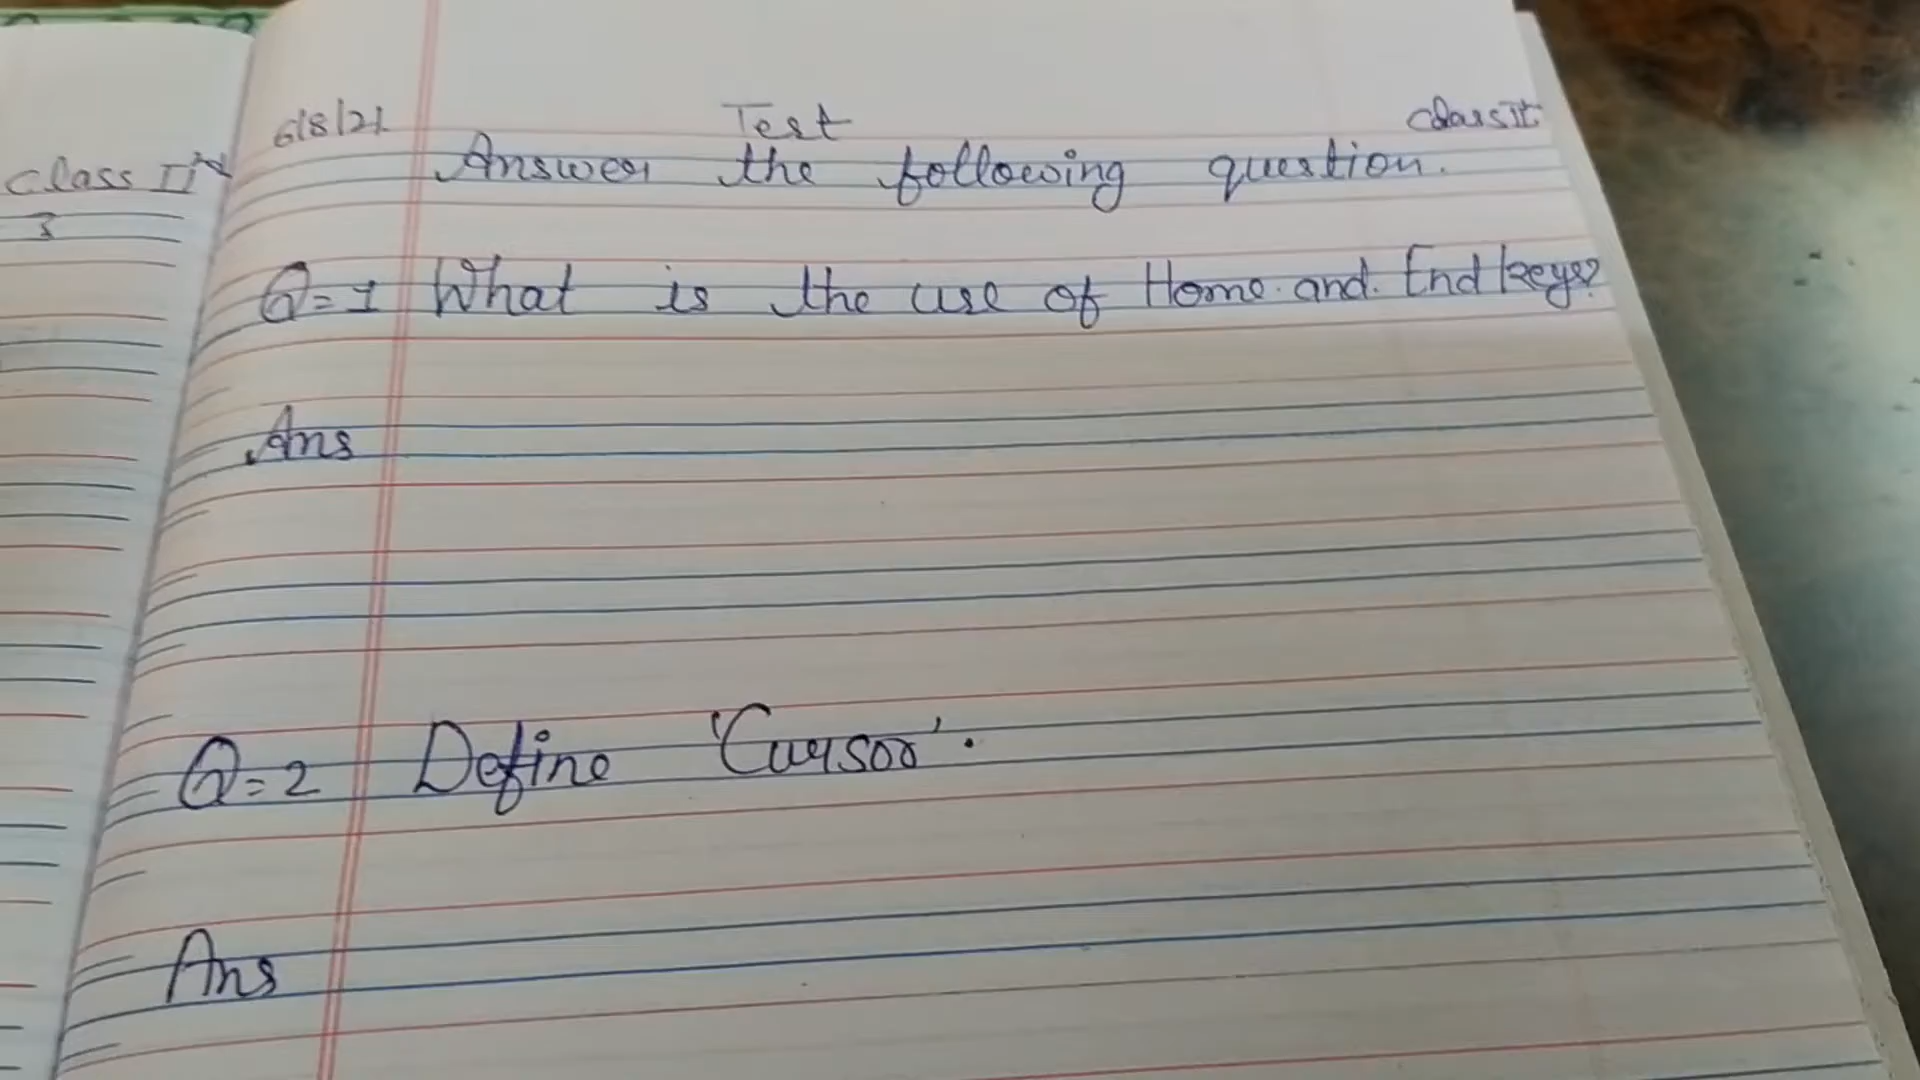 Class II
3
6/8/21 Test Class II
Answer the following question.
Q=1 What is the use of Home and End keys?
Ans
Q=2 Define 'Cursor'.
Ans